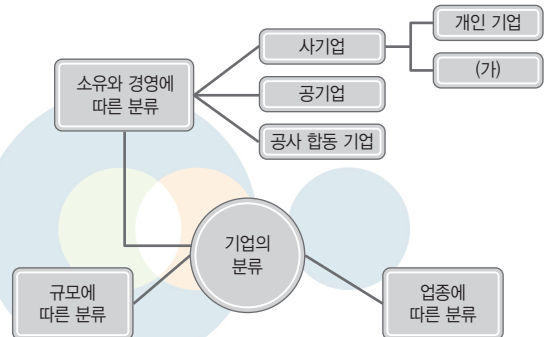 개인 기업
사기업
(가)
소유와 경영에
따른 분류
공기업
공사 합동 기업
기업의
분류
규모에
따른 분류
업종에
따른 분류